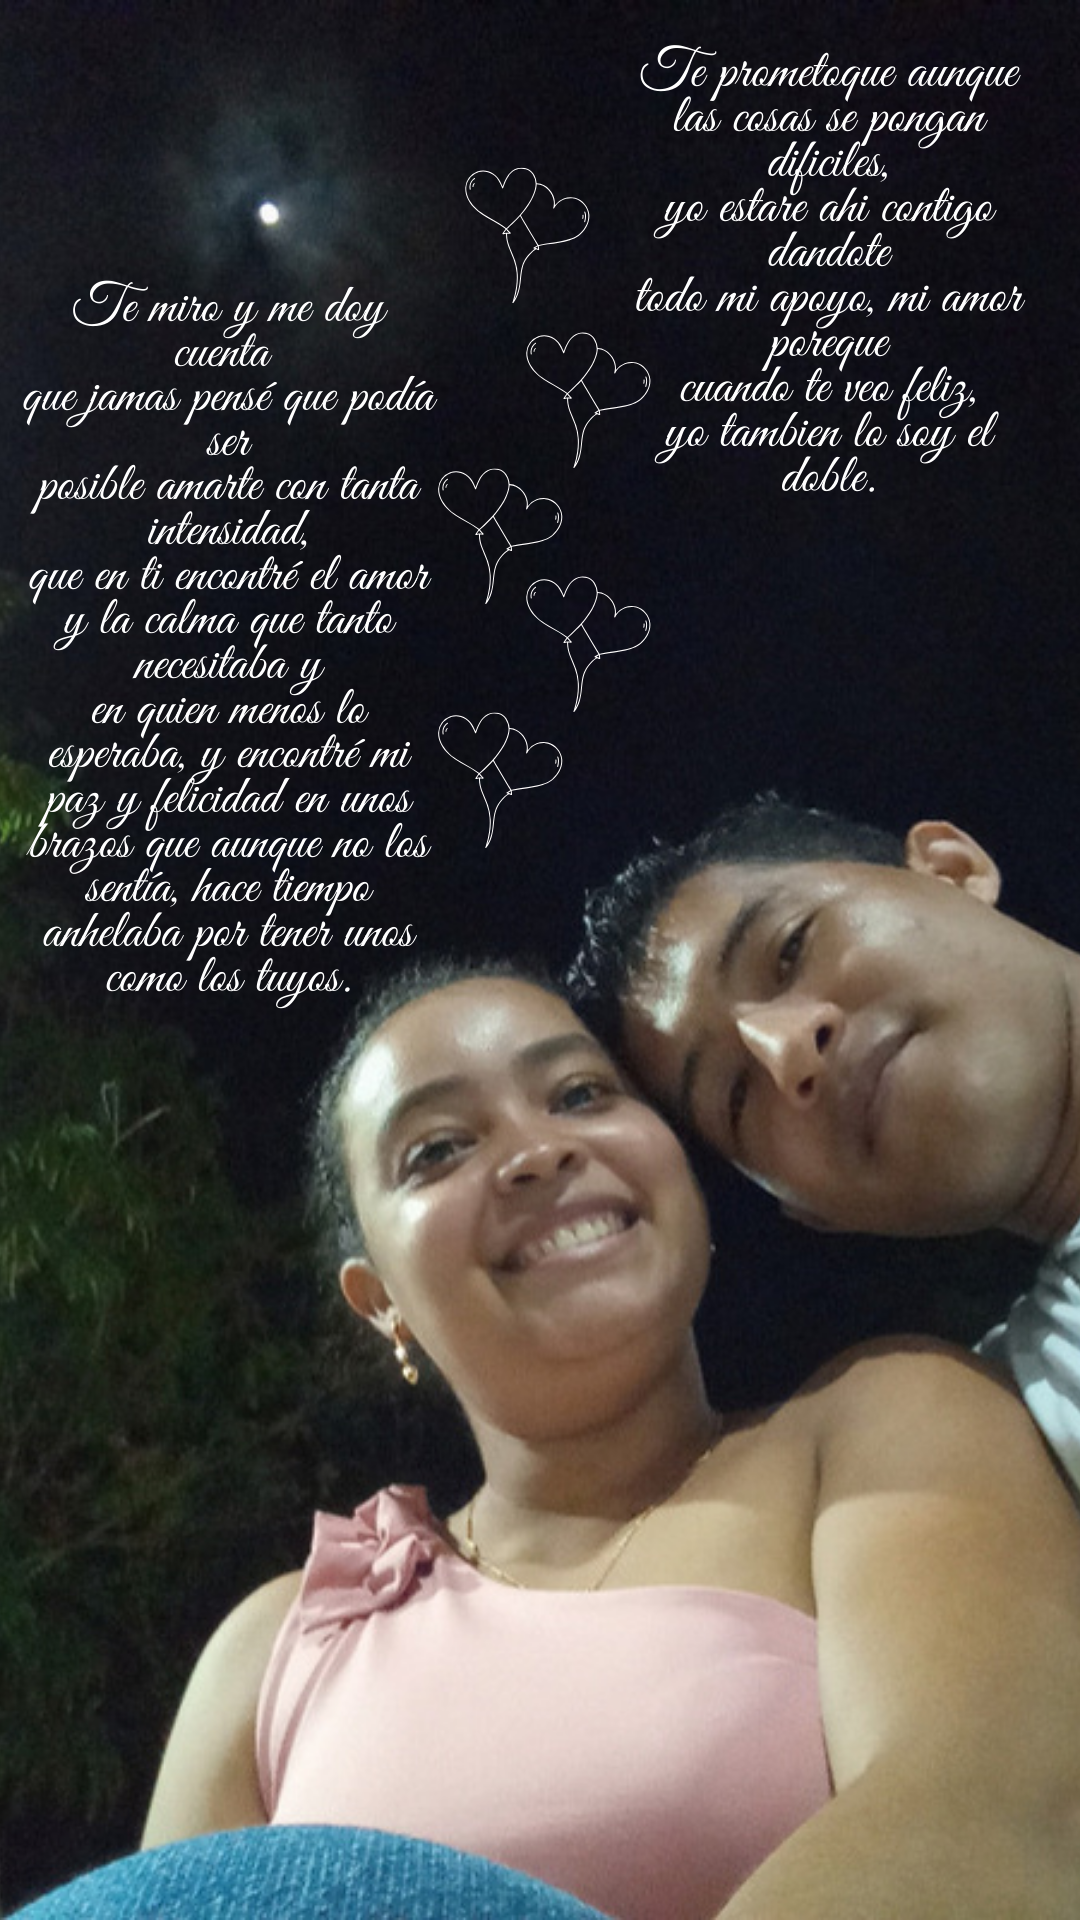 Te prometoque aunque
las cosas se pongan
dificiles,
yo estare ahi contigo
dandote
todo mi apoyo, mi amor
poreque
cuando te veo feliz,
yo tambien lo soy el
doble.
Te miro y me doy
cuenta
que jamas pensé que podía
ser
posible amarte con tanta
intensidad,
que en ti encontré el amor
y la calma que tanto
necesitaba y
en quien menos lo
esperaba, y encontré mi
paz y felicidad en unos
brazos que aunque no los
sentía, hace tiempo
anhelaba por tener unos
como los tuyos.